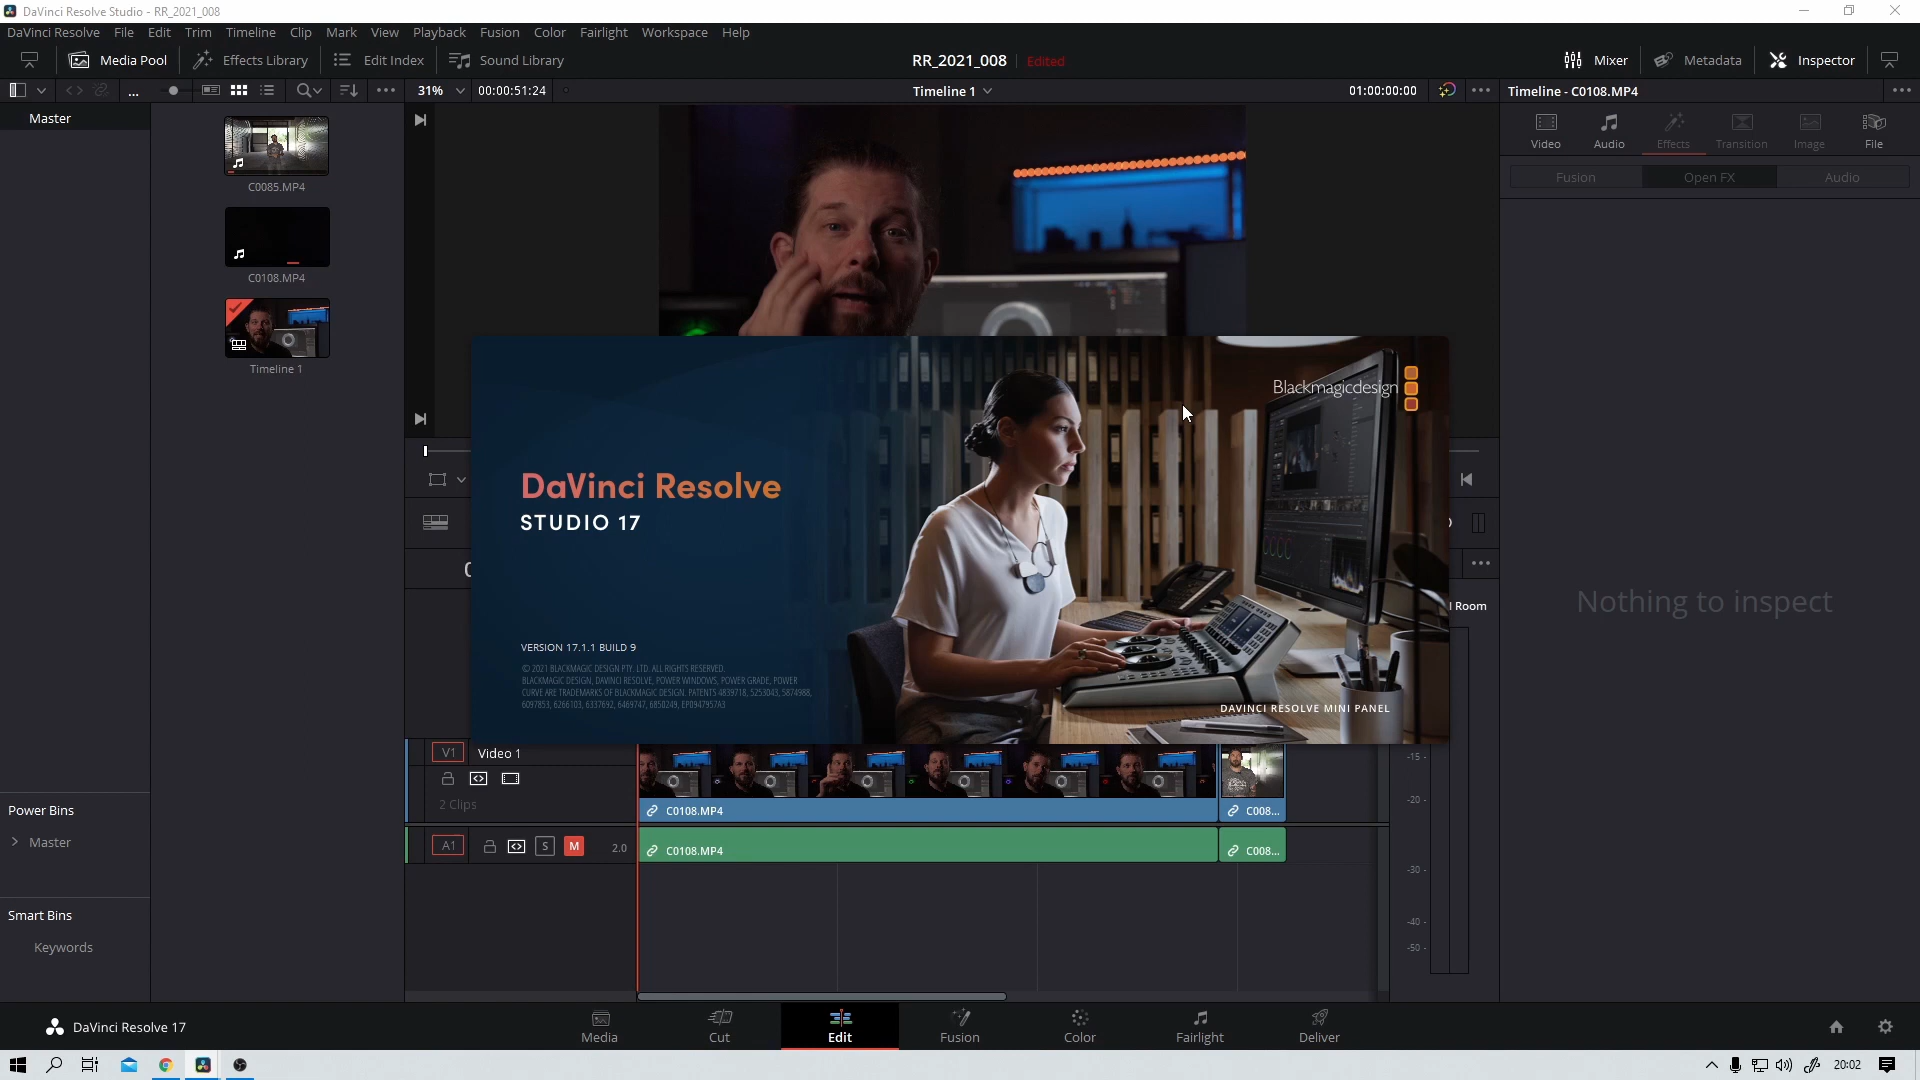 DaVinci Resolve Studio - RR_2021_008
DaVinci Resolve File Edit Trim Timeline Clip Mark View Playback Fusion Color Fairlight Workspace Help
Media Pool Effects Library Edit Index Sound Library RR_2021_008 Edited Mixer Metadata Inspector
... 31% 00:00:51:24 Timeline 1 01:00:00:00 Timeline - C0108.MP4
Master
C0085.MP4
C0108.MP4
Timeline 1
Video Audio Effects Transition Image File
Fusion Open FX Audio
Nothing to inspect
Blackmagicdesign
DaVinci Resolve
STUDIO 17
VERSION 17.1.1 BUILD 9
© 2021 BLACKMAGIC DESIGN PTY. LTD. ALL RIGHTS RESERVED.
BLACKMAGIC DESIGN, DAVINCI RESOLVE, POWER WINDOWS, POWER GRADE, POWER
CURVE ARE TRADEMARKS OF BLACKMAGIC DESIGN. PATENTS 4839718, 5253043, 5874988,
6097853, 6266103, 6337692, 6469747, 6850249, EP0947957A3
DAVINCI RESOLVE MINI PANEL
Room
V1 Video 1
2 Clips
C0108.MP4 C008...
A1 S M 2.0 C0108.MP4 C008...
-15
-20
-30
-40
-50
Power Bins
Master
Smart Bins
Keywords
DaVinci Resolve 17
Media Cut Edit Fusion Color Fairlight Deliver
20:02